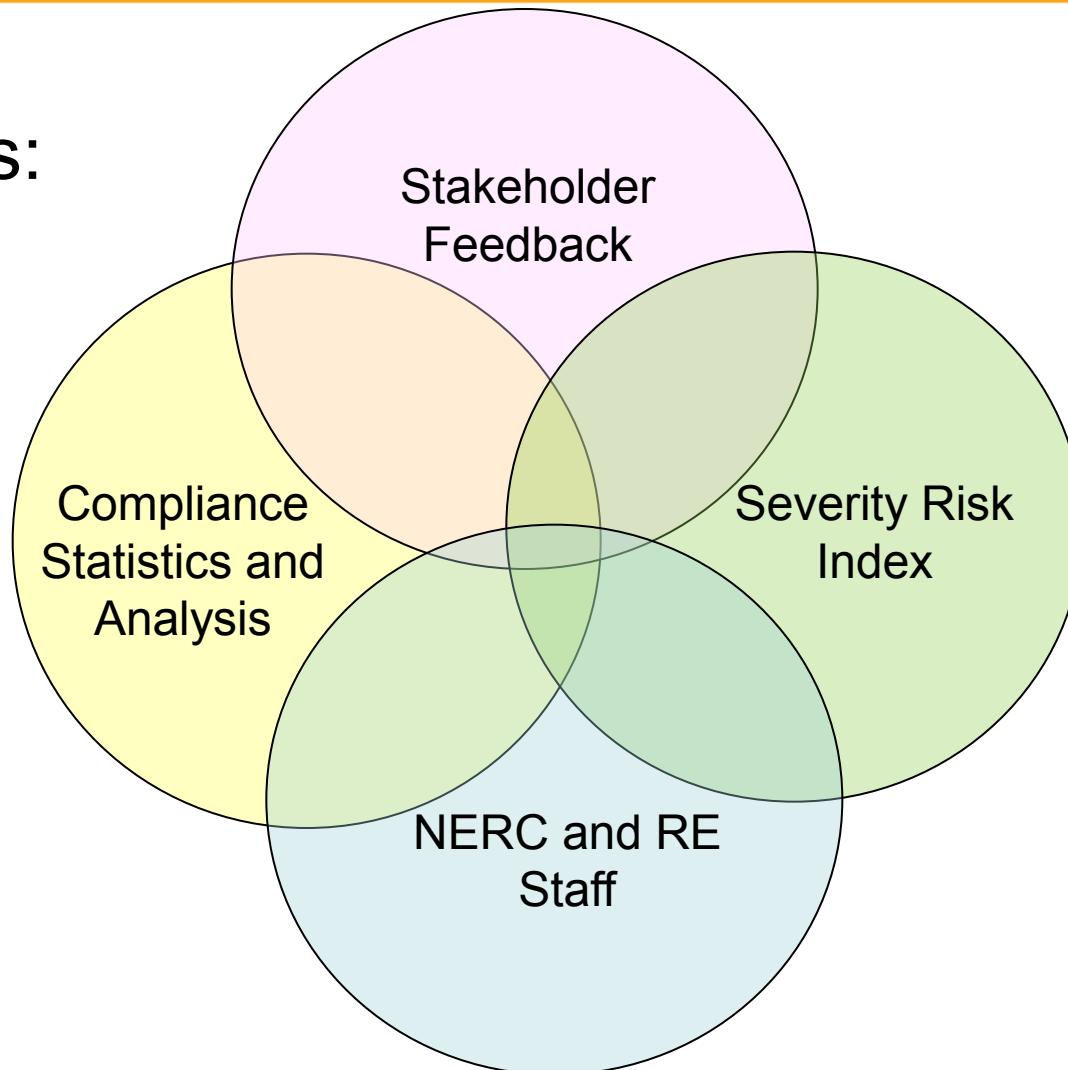 s:
Stakeholder
Feedback
Compliance
Statistics and
Analysis
Severity Risk
Index
NERC and RE
Staff